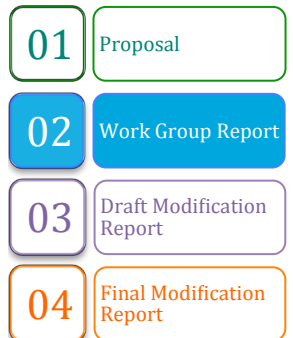 01
Proposal
02
Work Group Report
03
Draft Modification
Report
04
Final Modification
Report